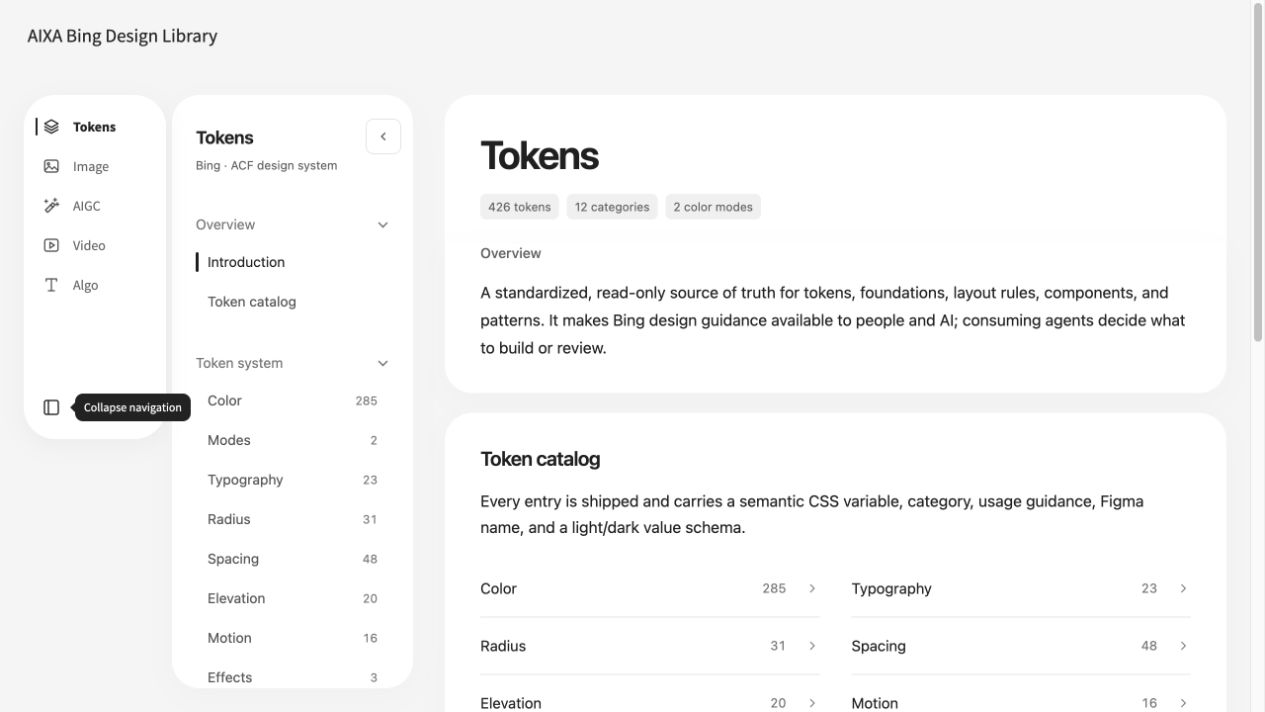 AIXA Bing Design Library
Tokens
Image
AIGC
Video
Algo
Collapse navigation
Tokens
Bing · ACF design system
Overview
Introduction
Token catalog
Token system
Color 285
Modes 2
Typography 23
Radius 31
Spacing 48
Elevation 20
Motion 16
Effects 3
Tokens
426 tokens 12 categories 2 color modes
Overview
A standardized, read-only source of truth for tokens, foundations, layout rules, components, and
patterns. It makes Bing design guidance available to people and AI; consuming agents decide what
to build or review.
Token catalog
Every entry is shipped and carries a semantic CSS variable, category, usage guidance, Figma
name, and a light/dark value schema.
Color 285 Typography 23
Radius 31 Spacing 48
Elevation 20 Motion 16